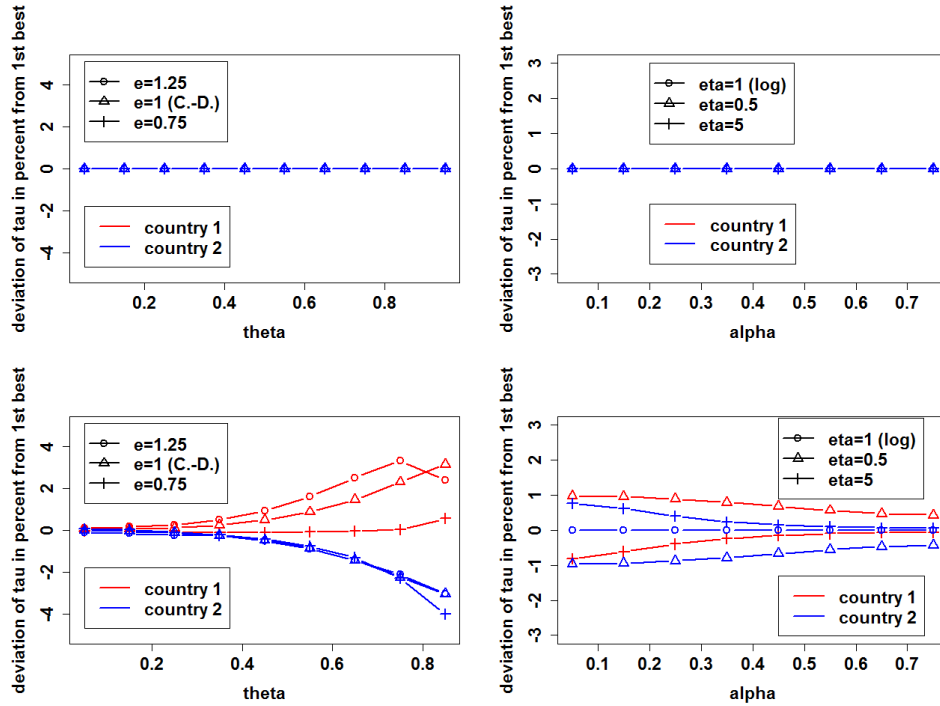 deviation of tau in percent from 1st best
4
2
0
-2
-4
e=1.25
e=1 (C.-D.)
e=0.75
country 1
country 2
0.2 0.4 0.6 0.8
theta
deviation of tau in percent from 1st best
3
2
1
0
-1
-2
-3
eta=1 (log)
eta=0.5
eta=5
country 1
country 2
0.1 0.2 0.3 0.4 0.5 0.6 0.7
alpha
deviation of tau in percent from 1st best
4
2
0
-2
-4
e=1.25
e=1 (C.-D.)
e=0.75
country 1
country 2
0.2 0.4 0.6 0.8
theta
deviation of tau in percent from 1st best
3
2
1
0
-1
-2
-3
eta=1 (log)
eta=0.5
eta=5
country 1
country 2
0.1 0.2 0.3 0.4 0.5 0.6 0.7
alpha